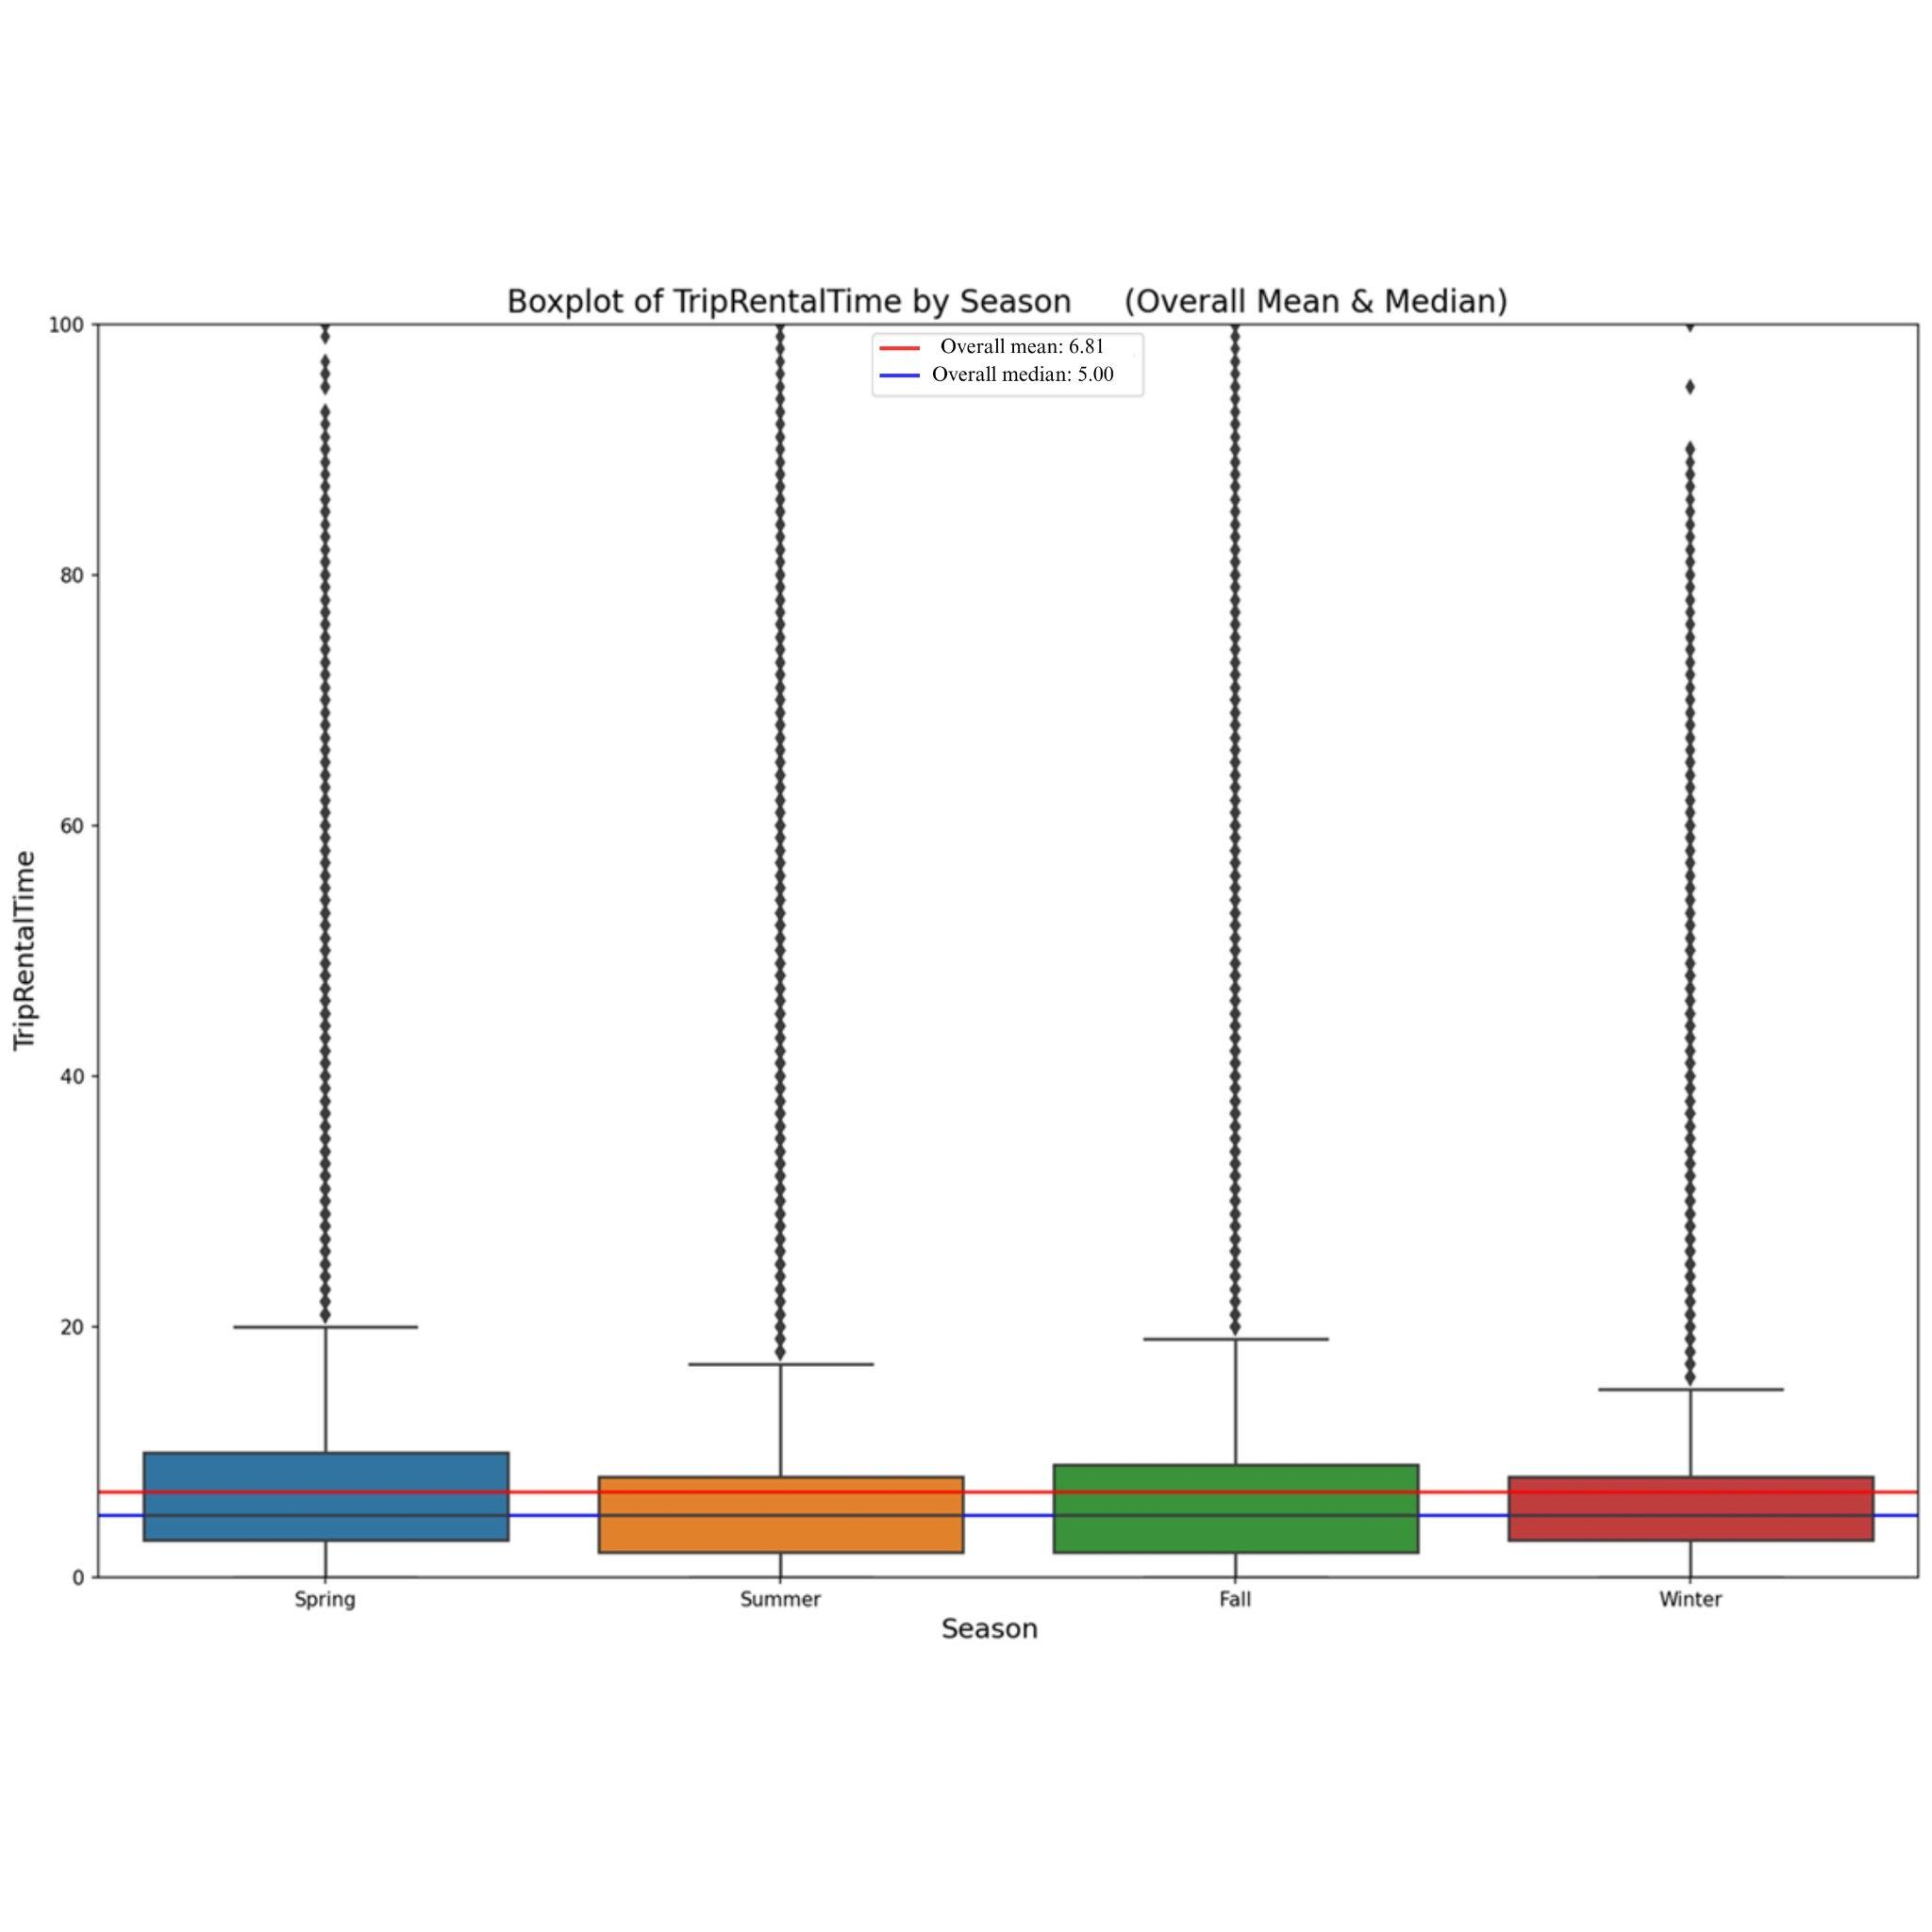 Boxplot of TripRentalTime by Season (Overall Mean & Median)
Overall mean: 6.81
Overall median: 5.00
TripRentalTime
100
80
60
40
20
0
Spring Summer Fall Winter
Season